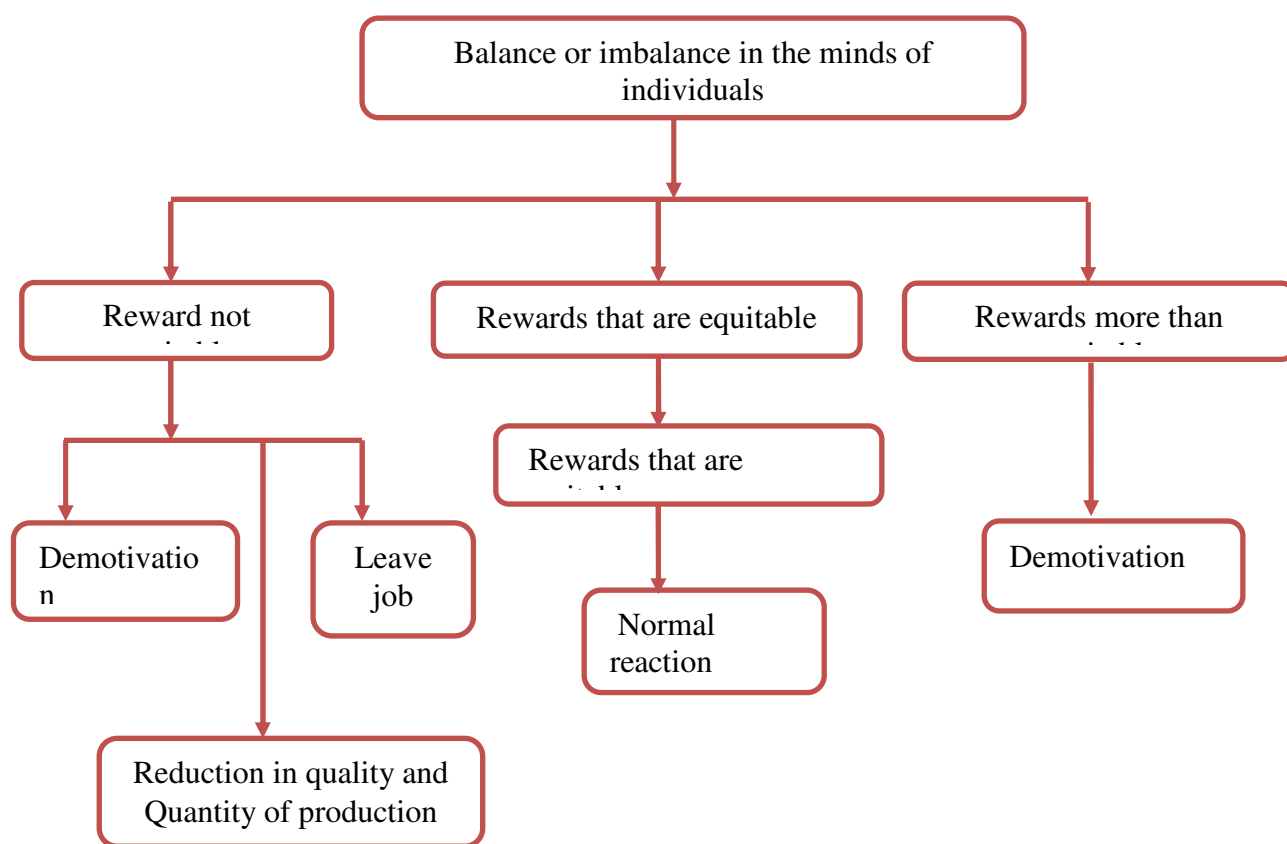 Balance or imbalance in the minds of
individuals
Reward not
Rewards that are equitable
Rewards more than
Rewards that are
Demotivatio
n
Leave
job
Demotivation
Normal
reaction
Reduction in quality and
Quantity of production